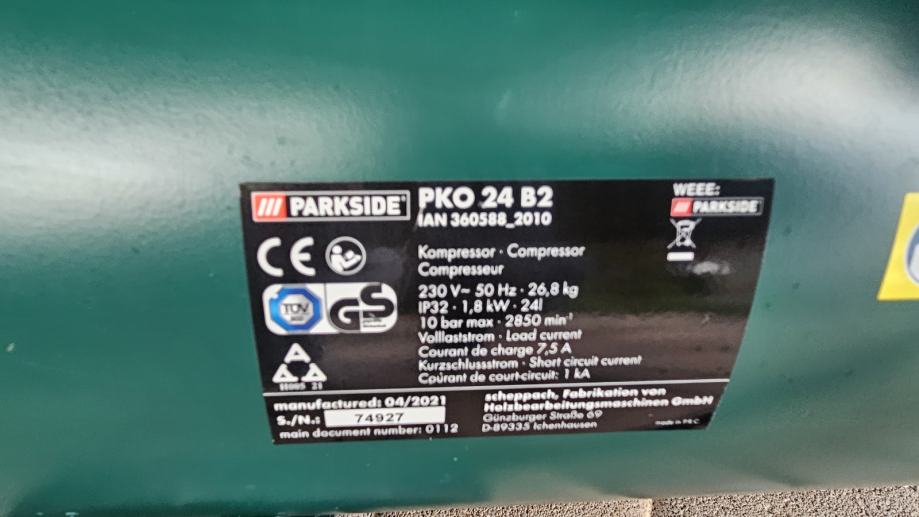 PARKSIDE®
PKO 24 B2
IAN 360588_2010
WEEE:
PARKSIDE
CE
Kompressor · Compressor
Compresseur
TÜV
GS
230 V~ 50 Hz · 26,8 kg
IP32 · 1,8 kW · 24l
10 bar max · 2850 min⁻¹
Volllaststrom · Load current
Courant de charge 7,5 A
Kurzschlussstrom · Short circuit current
Courant de court-circuit: 1 kA
manufactured: 04/2021
S./N.: 74927
main document number: 0112
scheppach, Fabrikation von
Holzbearbeitungsmaschinen GmbH
Günzburger Straße 69
D-89335 Ichenhausen
made in P R C